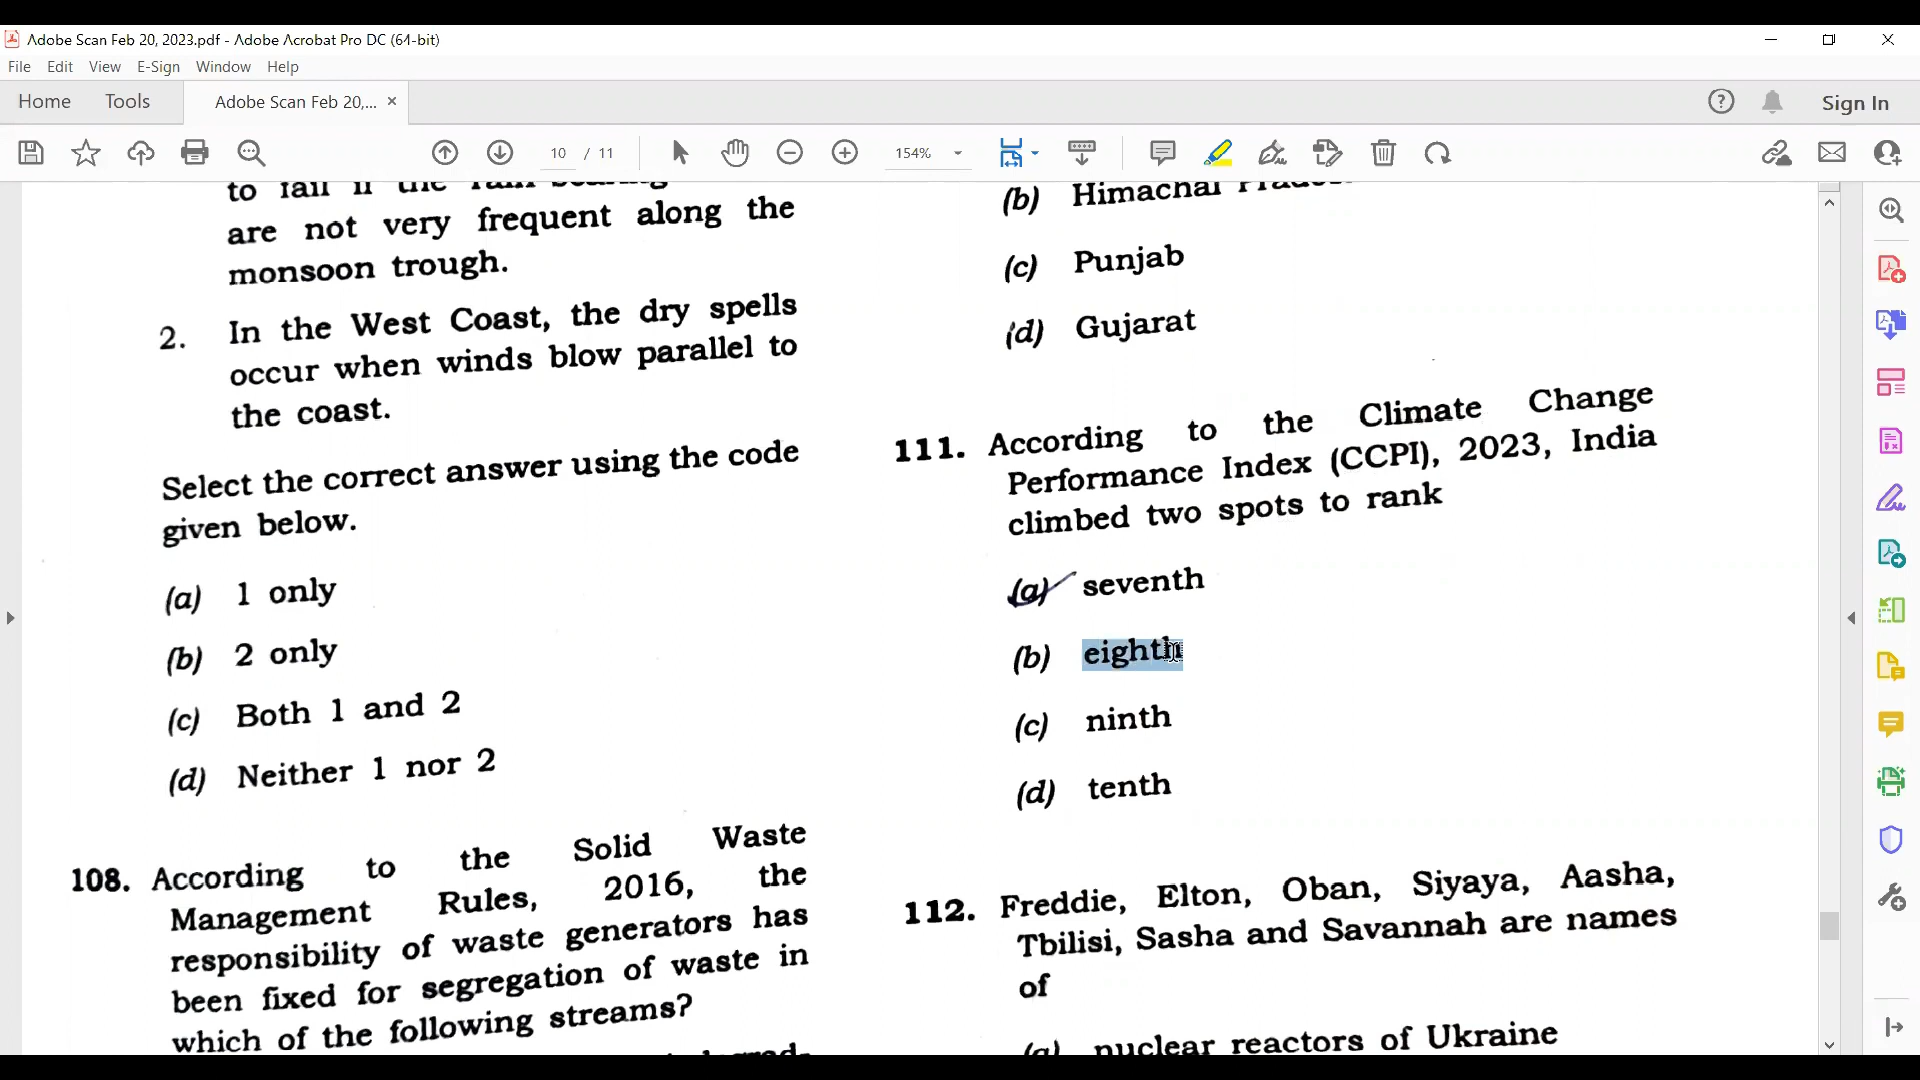 Adobe Scan Feb 20, 2023.pdf - Adobe Acrobat Pro DC (64-bit)
File Edit View E-Sign Window Help
Home Tools Adobe Scan Feb 20,... × Sign In
10 / 11 154%
are not very frequent along the
monsoon trough.
2. In the West Coast, the dry spells
occur when winds blow parallel to
the coast.
Select the correct answer using the code
given below.
(a) 1 only
(b) 2 only
(c) Both 1 and 2
(d) Neither 1 nor 2
108. According to the Solid Waste
Management Rules, 2016, the
responsibility of waste generators has
been fixed for segregation of waste in
which of the following streams?
(b) Himachal
(c) Punjab
(d) Gujarat
111. According to the Climate Change
Performance Index (CCPI), 2023, India
climbed two spots to rank
(a) seventh
(b) eighth
(c) ninth
(d) tenth
112. Freddie, Elton, Oban, Siyaya, Aasha,
Tbilisi, Sasha and Savannah are names
of
(a) nuclear reactors of Ukraine